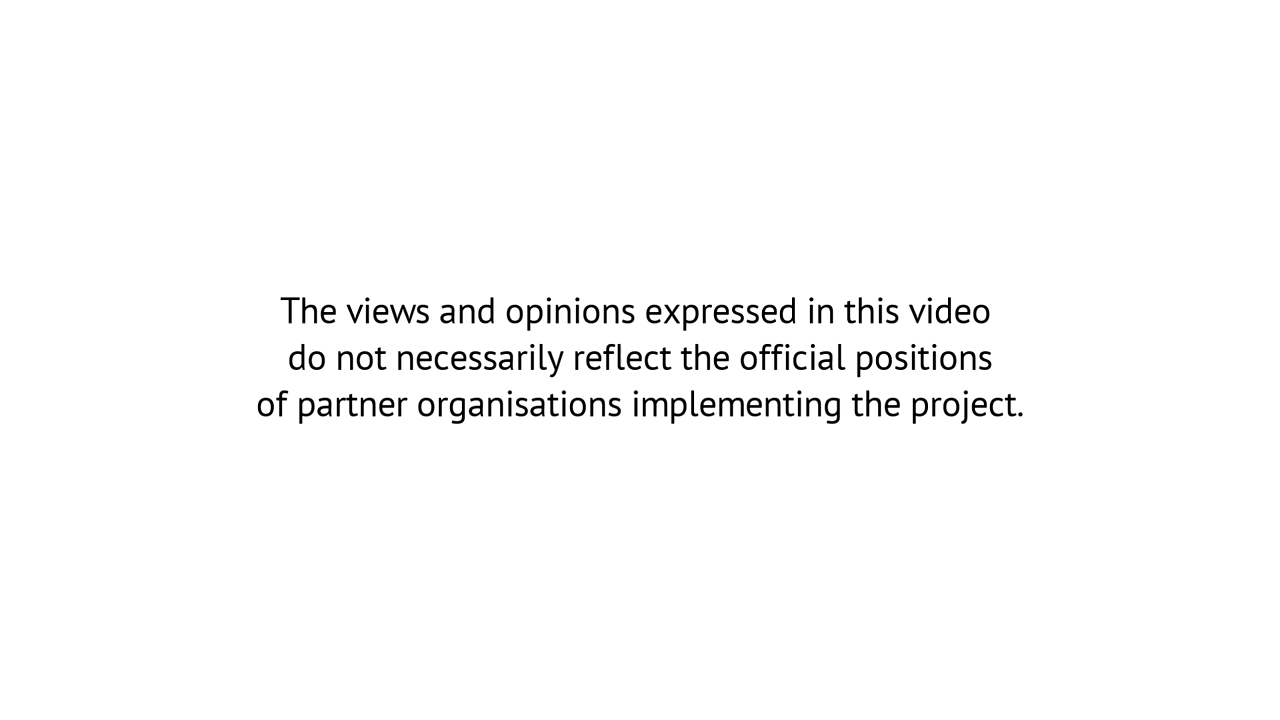 The views and opinions expressed in this video
do not necessarily reflect the official positions
of partner organisations implementing the project.